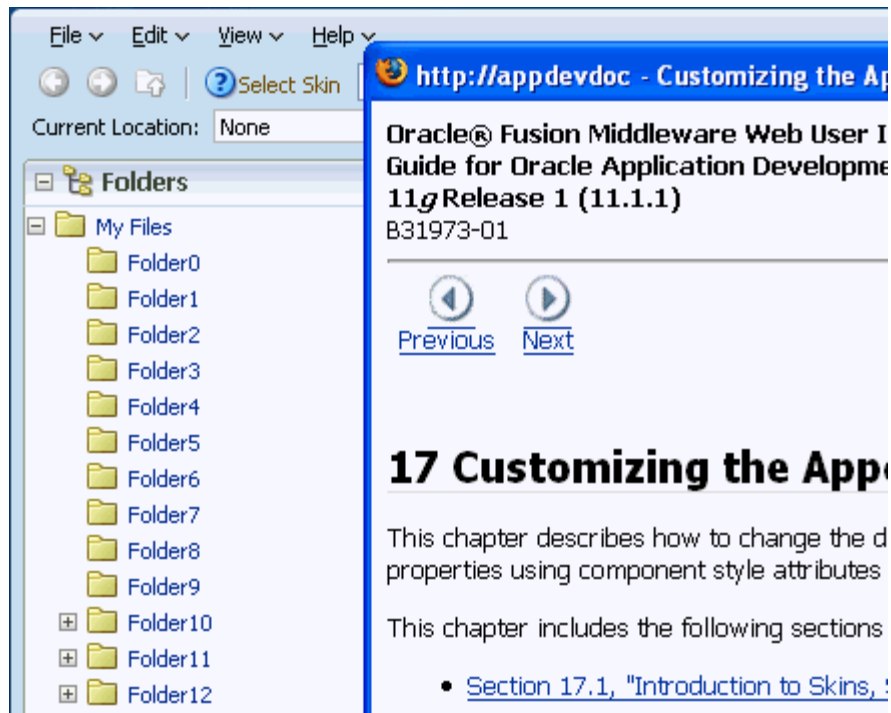 File Edit View Help
Select Skin
Current Location: None
Folders
My Files
Folder0
Folder1
Folder2
Folder3
Folder4
Folder5
Folder6
Folder7
Folder8
Folder9
Folder10
Folder11
Folder12
http://appdevdoc - Customizing the
Oracle® Fusion Middleware Web User
Guide for Oracle Application
11g Release 1 (11.1.1)
B31973-01
Previous Next
17 Customizing the
This chapter describes how to change the
properties using component style attributes
This chapter includes the following sections
• Section 17.1, "Introduction to Skins,